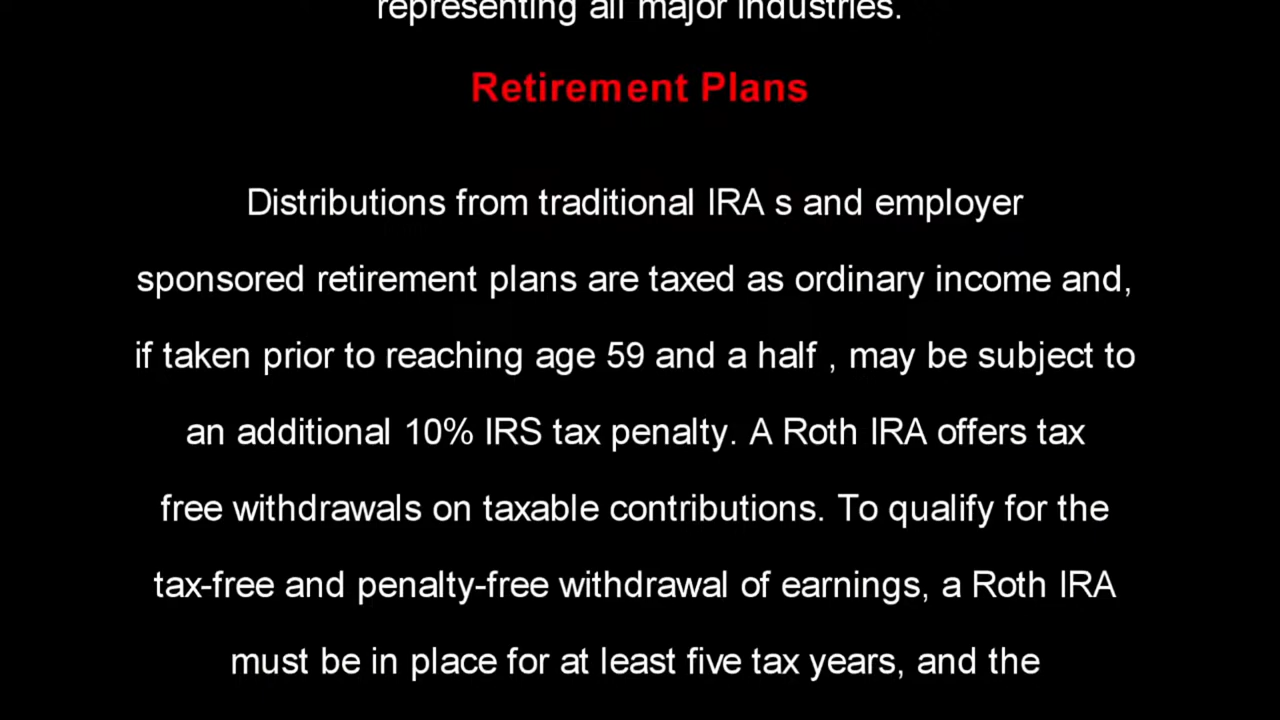 representing all major industries.
Retirement Plans
Distributions from traditional IRA s and employer
sponsored retirement plans are taxed as ordinary income and,
if taken prior to reaching age 59 and a half , may be subject to
an additional 10% IRS tax penalty. A Roth IRA offers tax
free withdrawals on taxable contributions. To qualify for the
tax-free and penalty-free withdrawal of earnings, a Roth IRA
must be in place for at least five tax years, and the